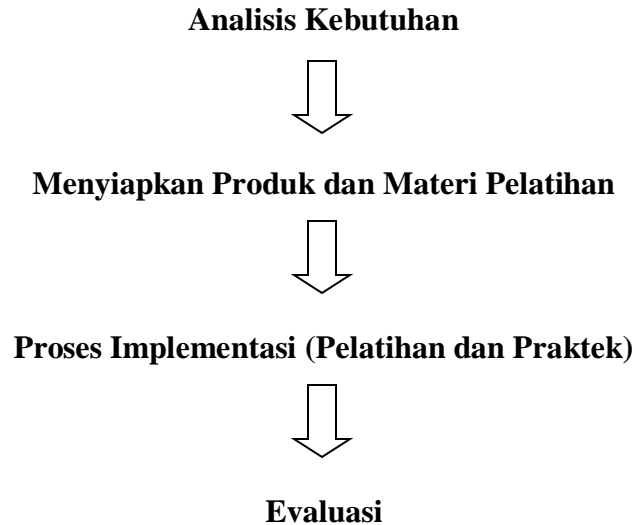 Analisis Kebutuhan
Menyiapkan Produk dan Materi Pelatihan
Proses Implementasi (Pelatihan dan Praktek)
Evaluasi